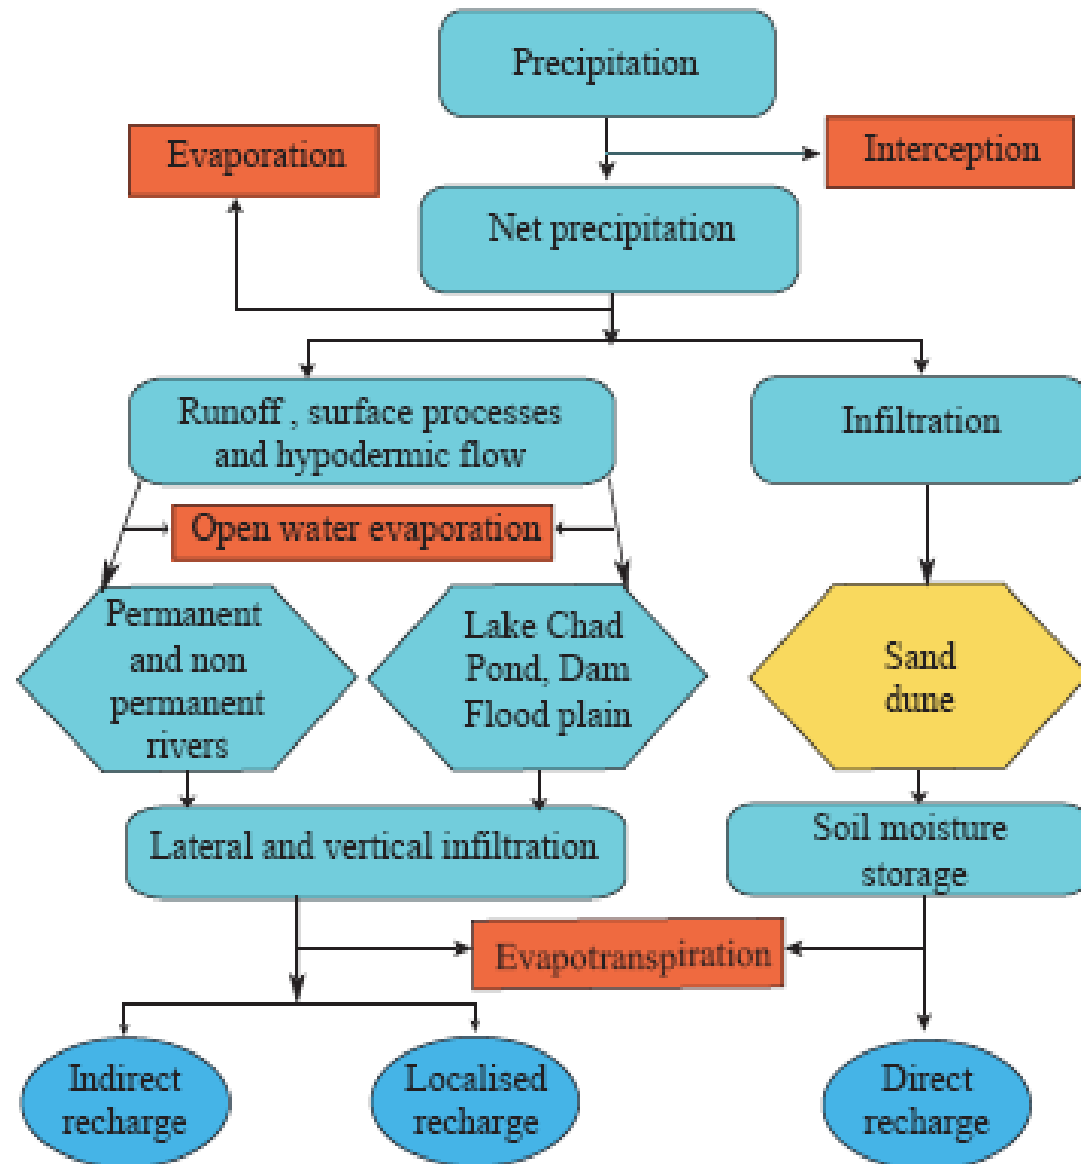 Precipitation
Evaporation
Interception
Net precipitation
Runoff , surface processes
and hypodermic flow
Infiltration
Open water evaporation
Permanent
and non
permanent
rivers
Lake Chad
Pond, Dam
Flood plain
Sand
dune
Lateral and vertical infiltration
Soil moisture
storage
Evapotranspiration
Indirect
recharge
Localised
recharge
Direct
recharge